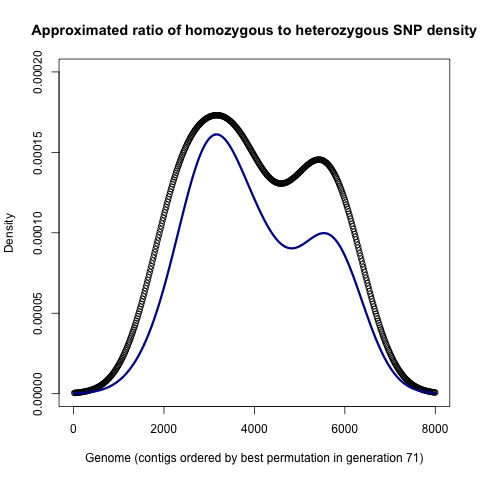 Approximated ratio of homozygous to heterozygous SNP density
Density
0.00020
0.00015
0.00010
0.00005
0.00000
0 2000 4000 6000 8000
Genome (contigs ordered by best permutation in generation 71)